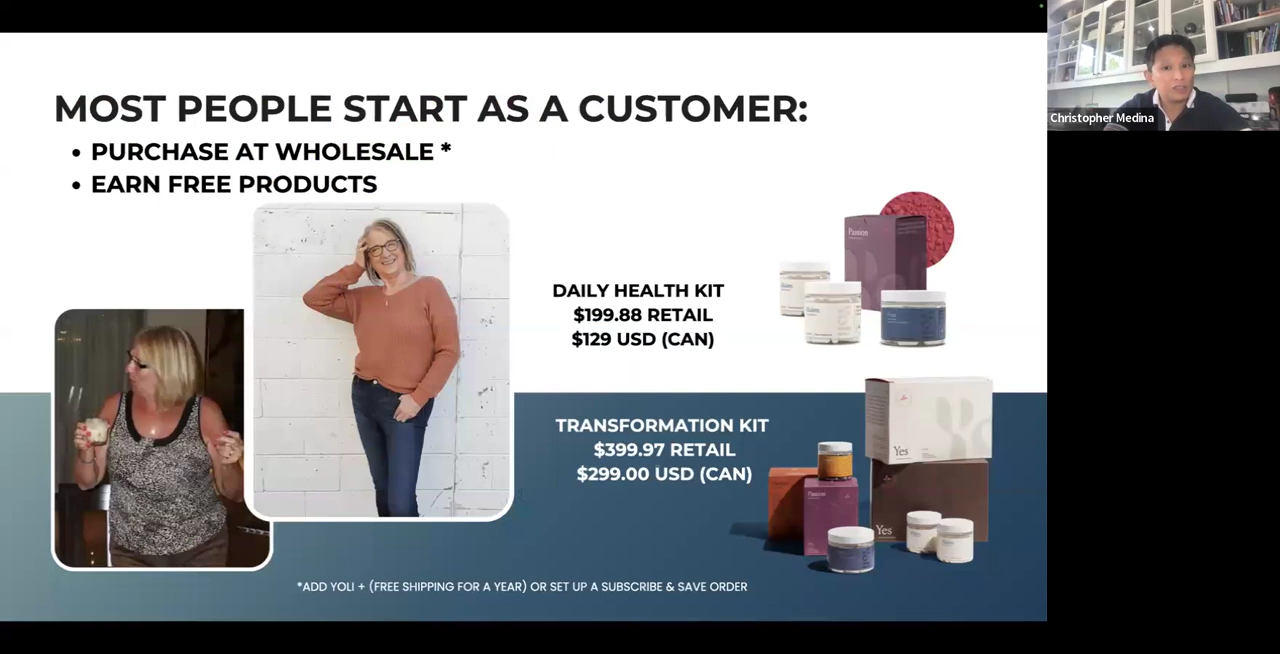 MOST PEOPLE START AS A CUSTOMER:
• PURCHASE AT WHOLESALE *
• EARN FREE PRODUCTS
Christopher Medina
Passion
DAILY HEALTH KIT
$199.88 RETAIL
$129 USD (CAN)
TRANSFORMATION KIT
$399.97 RETAIL
$299.00 USD (CAN)
Yes
Passion
Yes
*ADD YOLI + (FREE SHIPPING FOR A YEAR) OR SET UP A SUBSCRIBE & SAVE ORDER